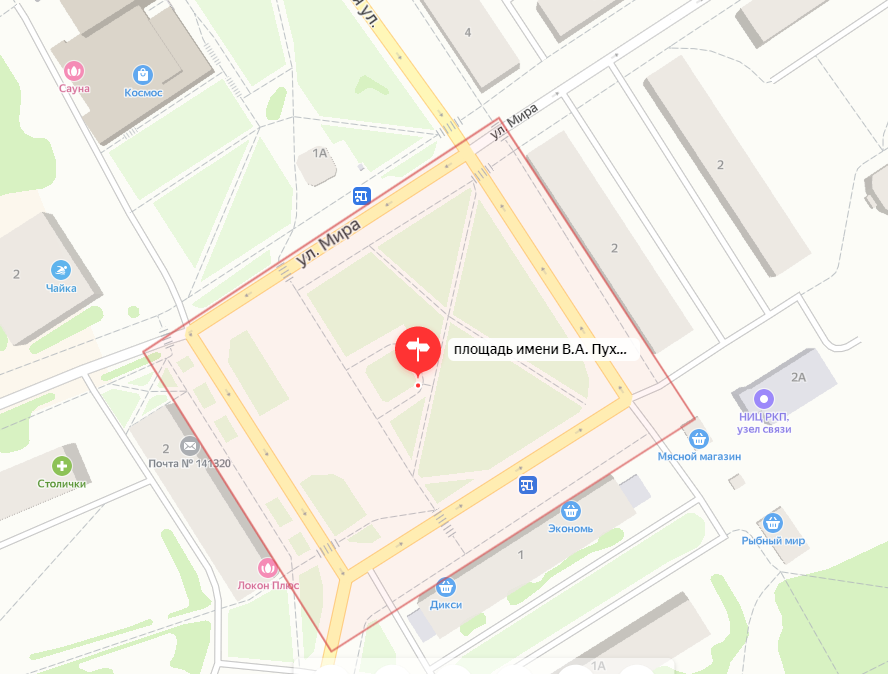 я ул.
4
Сауна
Космос
ул. Мира
1А
2
2
ул. Мира
2
Чайка
площадь имени В.А. Пух...
2А
НИЦ РКП,
узел связи
2
Почта № 141320
Мясной магазин
Столички
Экономь
Рыбный мир
1
Локон Плюс
Дикси
1А